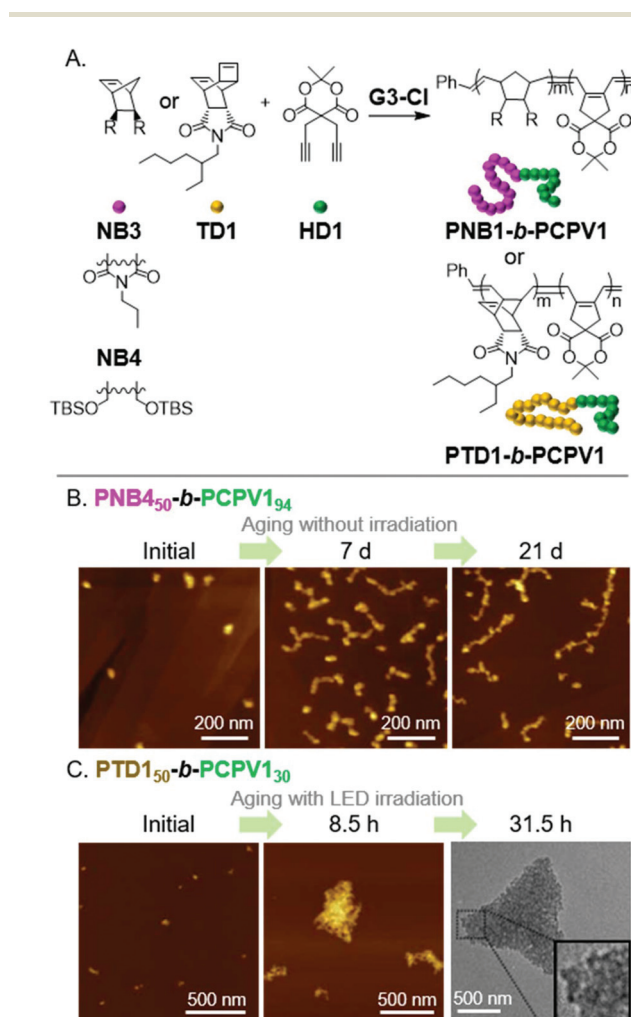 A.
or
+
G3-Cl
Ph
m
n
R
R
R
R
O
N
O
O
O
O
O
O
O
O
O
O
NB3
TD1
HD1
PNB1-b-PCPV1
or
O
N
O
Ph
m
n
O
N
O
O
O
O
O
NB4
TBSO
OTBS
PTD1-b-PCPV1
B. PNB4₅₀-b-PCPV1₉₄
Aging without irradiation
Initial
7 d
21 d
200 nm
200 nm
200 nm
C. PTD1₅₀-b-PCPV1₃₀
Aging with LED irradiation
Initial
8.5 h
31.5 h
500 nm
500 nm
500 nm